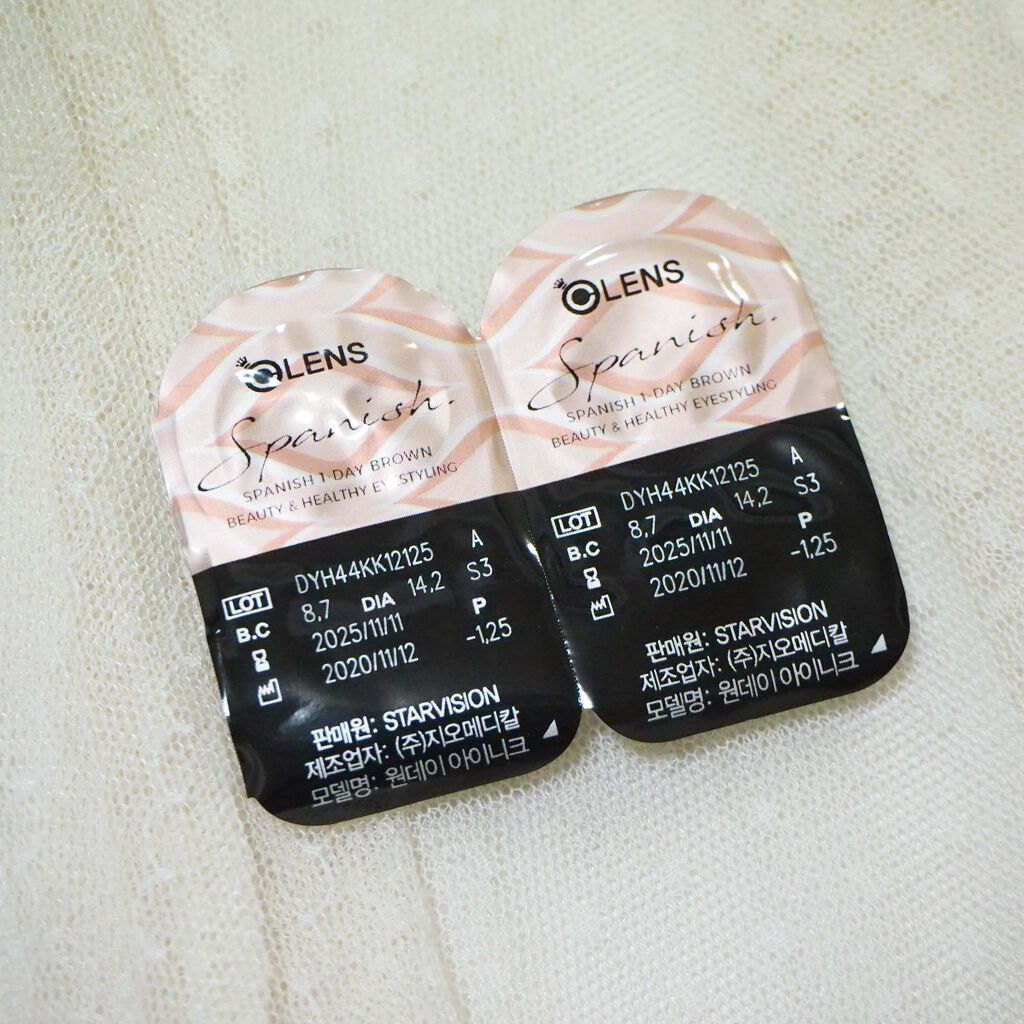 OLENS
Spanish.
SPANISH 1-DAY BROWN
BEAUTY & HEALTHY EYESTYLING
LOT DYH44KK12125 A
B.C 8,7 DIA 14,2 S3
2025/11/11 P
2020/11/12 -1,25
판매원: STARVISION
제조업자: (주)지오메디칼
모델명: 원데이 아이니크
OLENS
Spanish.
SPANISH 1-DAY BROWN
BEAUTY & HEALTHY EYESTYLING
LOT DYH44KK12125 A
B.C 8,7 DIA 14,2 S3
2025/11/11 P
2020/11/12 -1,25
판매원: STARVISION
제조업자: (주)지오메디칼
모델명: 원데이 아이니크